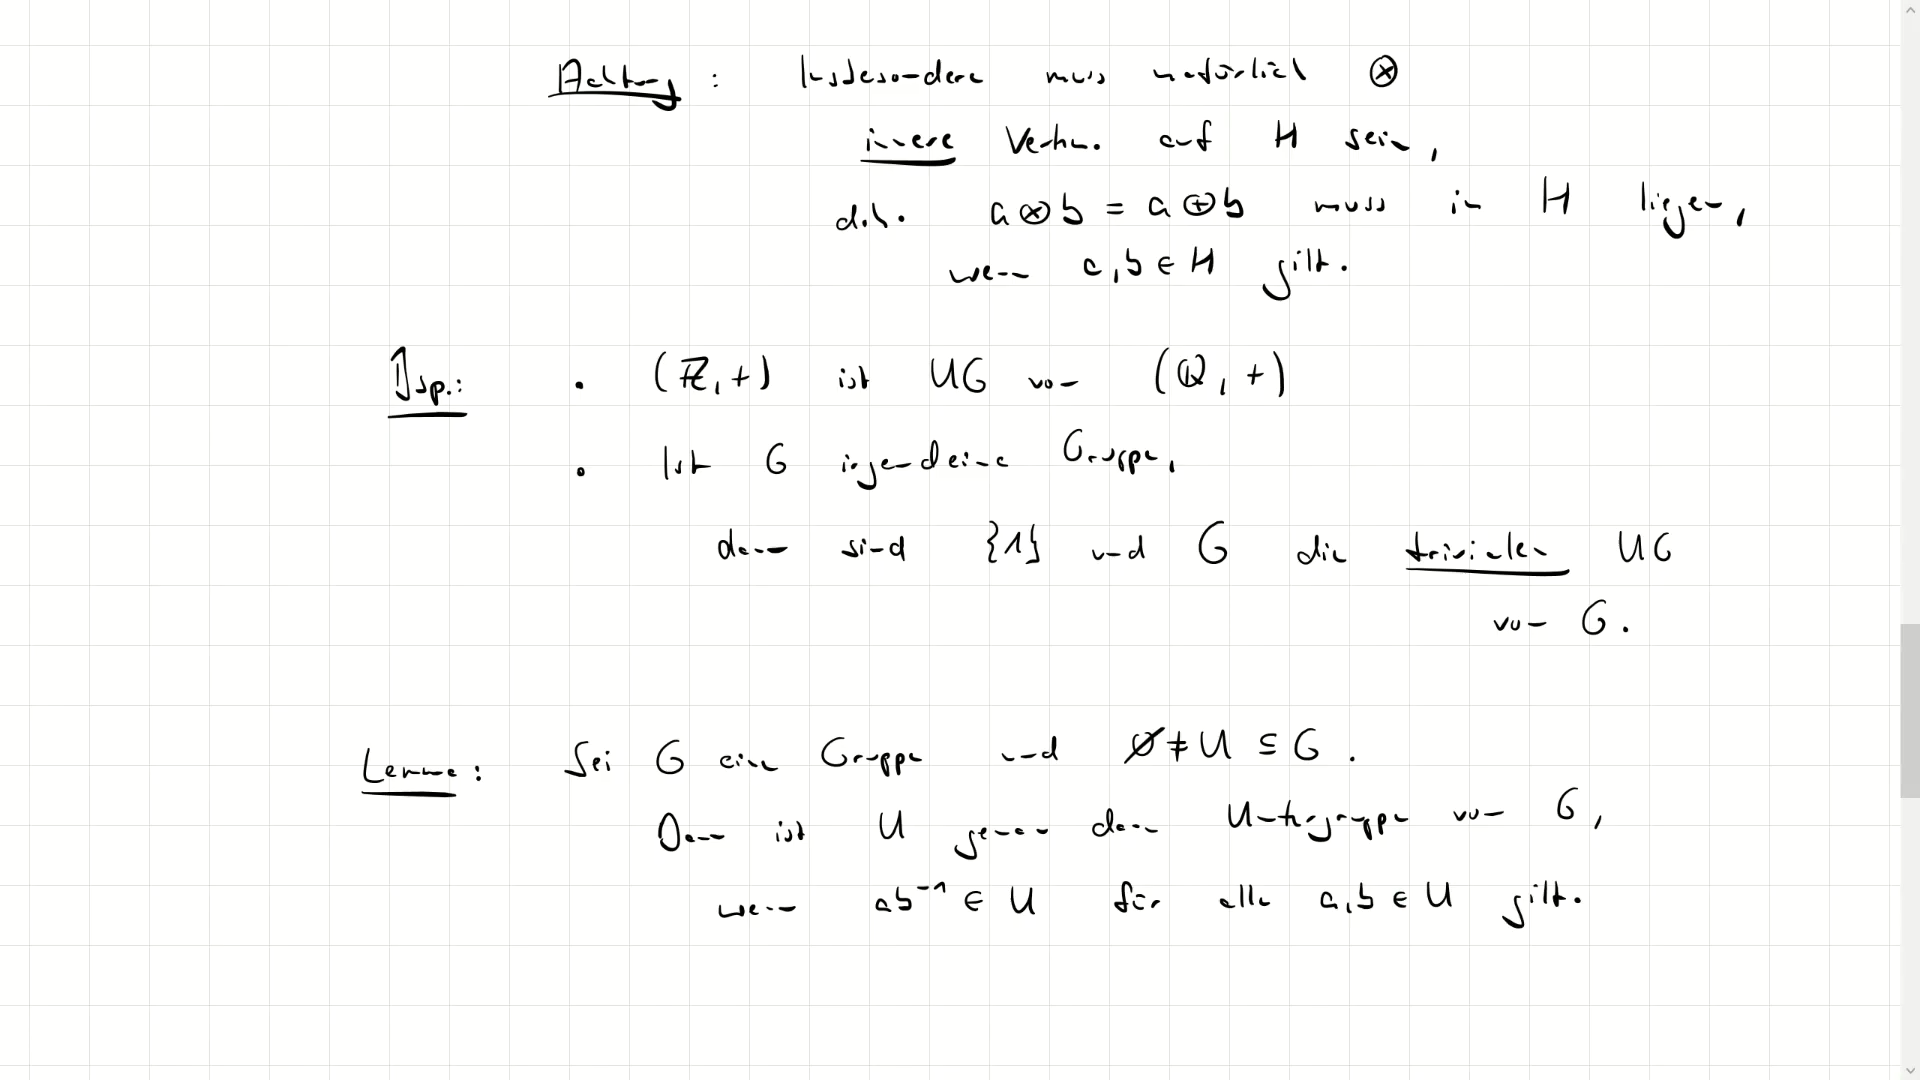 Achtung: Insbesondere muss natürlich ⊗
innere Verkn. auf H sein,
d.h. a ⊗ b = a ⊕ b muss in H liegen,
wenn a, b ∈ H gilt.
Bsp.: • (ℤ, +) ist UG von (ℚ, +)
• Ist G irgendeine Gruppe,
dann sind {1} und G die trivialen UG
von G.
Lemma: Sei G eine Gruppe und ∅ ≠ U ⊆ G.
Dann ist U genau dann Untergruppe von G,
wenn ab⁻¹ ∈ U für alle a, b ∈ U gilt.